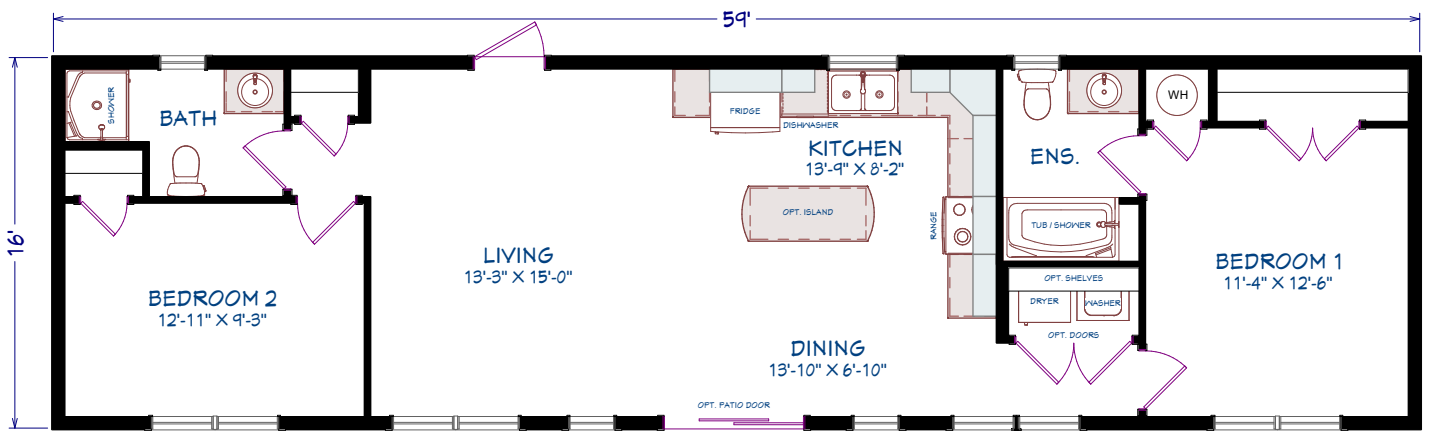 59'
16'
SHOWER
BATH
BEDROOM 2
12'-11" X 9'-3"
LIVING
13'-3" X 15'-0"
FRIDGE
DISHWASHER
KITCHEN
13'-9" X 8'-2"
OPT. ISLAND
RANGE
DINING
13'-10" X 6'-10"
OPT. PATIO DOOR
ENS.
TUB / SHOWER
OPT. SHELVES
DRYER
WASHER
OPT. DOORS
WH
BEDROOM 1
11'-4" X 12'-6"